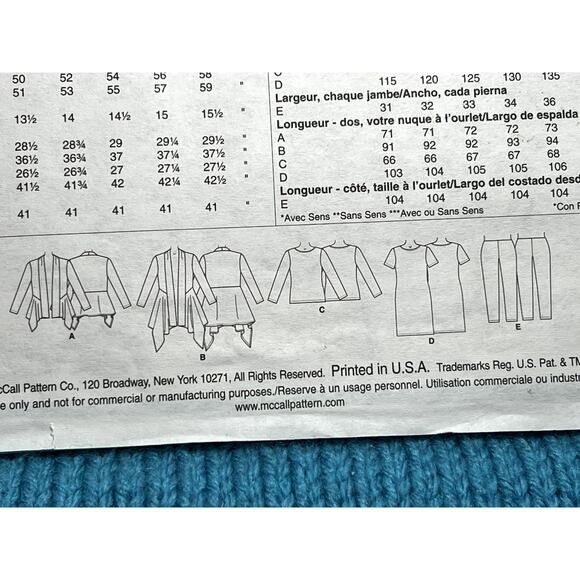 50 52 54 56 58
51 53 55 57 59 "
13½ 14 14½ 15 15½ "
28½ 28¾ 29 29¼ 29½ "
36½ 36¾ 37 37¼ 37½ "
26½ 26¾ 27 27¼ 27½ "
41½ 41¾ 42 42¼ 42½ "
41 41 41 41 41 "
D 115 120 125 130 135
Largeur, chaque jambe/Ancho, cada pierna
E 31 32 33 34 36
Longueur - dos, votre nuque à l'ourlet/Largo de espalda
A 71 71 72 72 73
B 91 92 92 93 94
C 66 66 67 67 68
D 103 104 105 105 106
Longueur - côté, taille à l'ourlet/Largo del costado desd
E 104 104 104 104 104
*Avec Sens **Sans Sens ***Avec ou Sans Sens *Con
A B C D E
cCall Pattern Co., 120 Broadway, New York 10271, All Rights Reserved. Printed in U.S.A. Trademarks Reg. U.S. Pat. & TM
e only and not for commercial or manufacturing purposes./Réserve à un usage personnel. Utilisation commerciale ou indust
www.mccallpattern.com